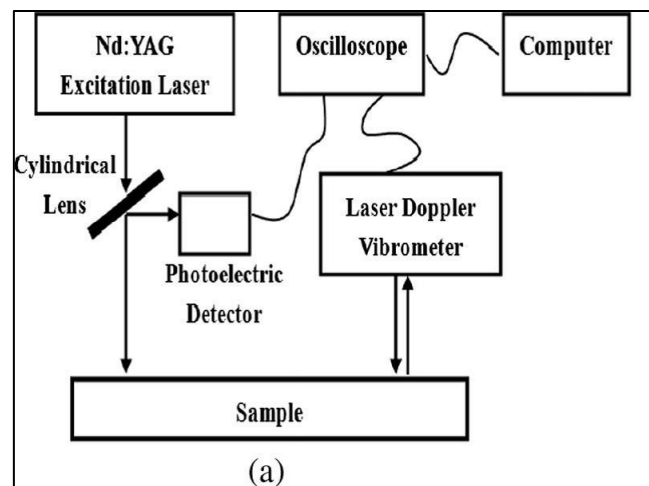 Nd:YAG
Excitation Laser
Oscilloscope
Computer
Cylindrical
Lens
Photoelectric
Detector
Laser Doppler
Vibrometer
Sample
(a)